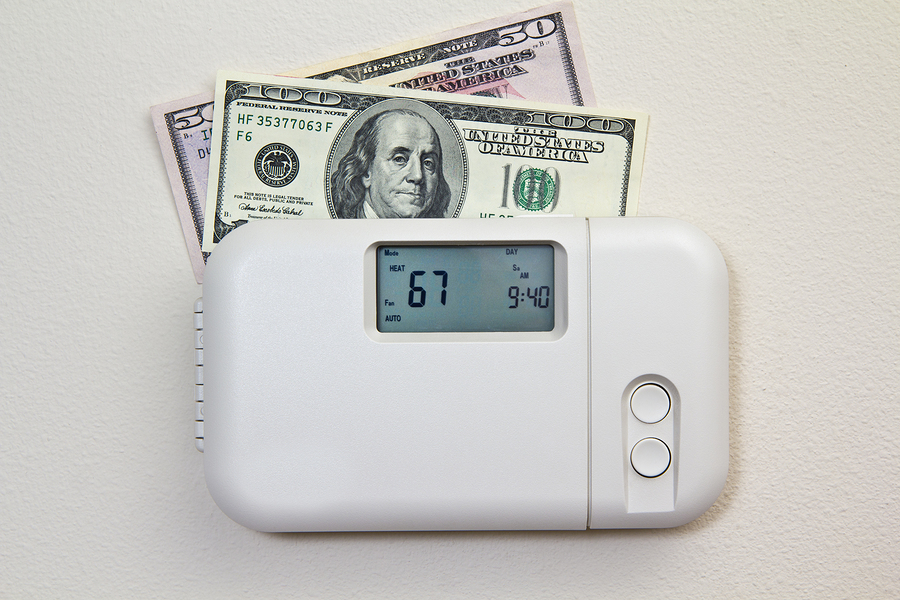 50
RESERVE NOTE
THE
UNITED STATES
OF AMERICA
50
100
FEDERAL RESERVE NOTE
HF 35377063 F
F6
THIS NOTE IS LEGAL TENDER
FOR ALL DEBTS, PUBLIC AND PRIVATE
THE
UNITED STATES
OF AMERICA
100
100
Mode
HEAT
67
Fan
AUTO
DAY
Sa
AM
9:40